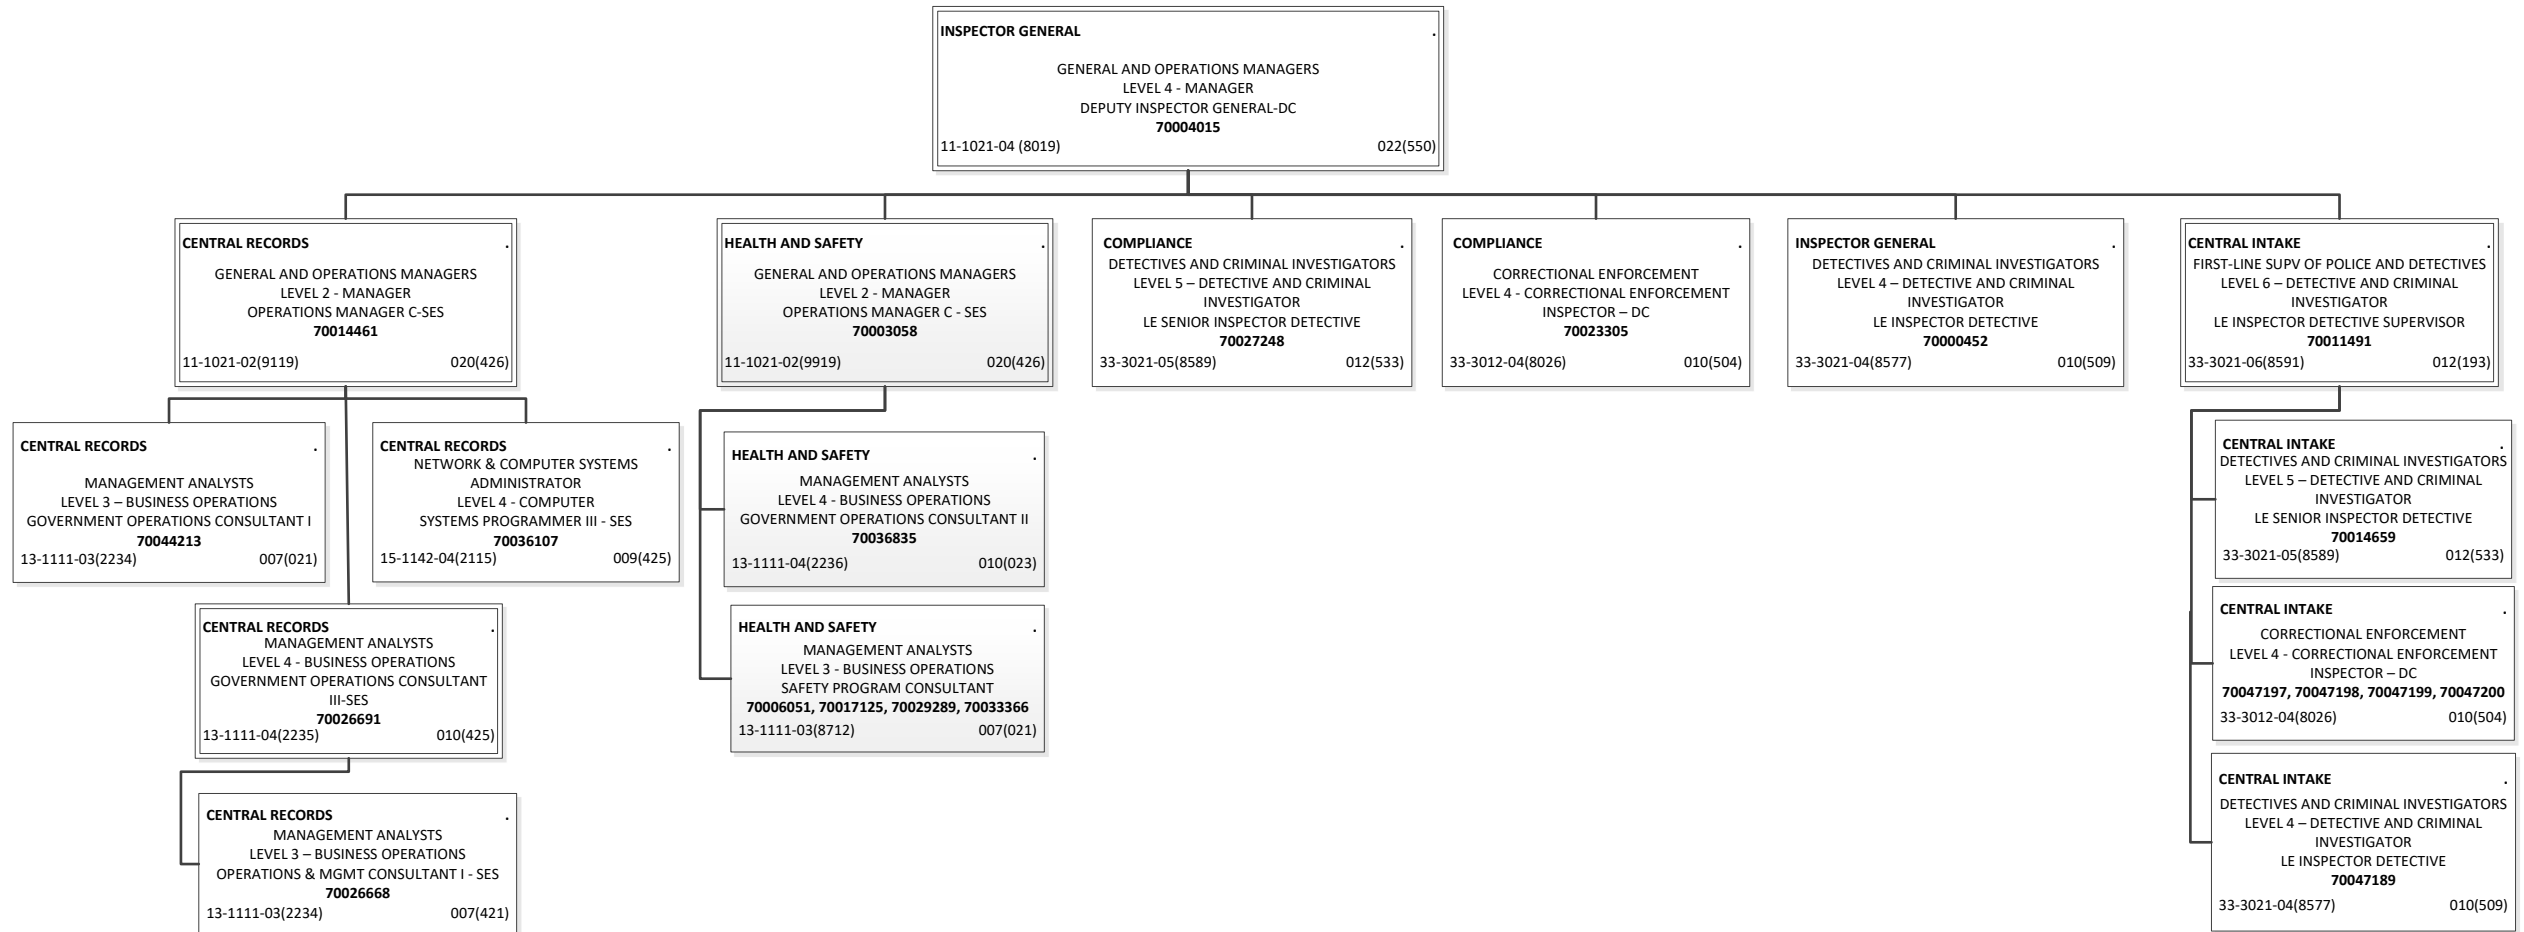 INSPECTOR GENERAL .
GENERAL AND OPERATIONS MANAGERS
LEVEL 4 - MANAGER
DEPUTY INSPECTOR GENERAL-DC
70004015
11-1021-04 (8019) 022(550)
CENTRAL RECORDS .
GENERAL AND OPERATIONS MANAGERS
LEVEL 2 - MANAGER
OPERATIONS MANAGER C-SES
70014461
11-1021-02(9119) 020(426)
HEALTH AND SAFETY .
GENERAL AND OPERATIONS MANAGERS
LEVEL 2 - MANAGER
OPERATIONS MANAGER C - SES
70003058
11-1021-02(9919) 020(426)
COMPLIANCE .
DETECTIVES AND CRIMINAL INVESTIGATORS
LEVEL 5 – DETECTIVE AND CRIMINAL
INVESTIGATOR
LE SENIOR INSPECTOR DETECTIVE
70027248
33-3021-05(8589) 012(533)
COMPLIANCE .
CORRECTIONAL ENFORCEMENT
LEVEL 4 - CORRECTIONAL ENFORCEMENT
INSPECTOR – DC
70023305
33-3012-04(8026) 010(504)
INSPECTOR GENERAL .
DETECTIVES AND CRIMINAL INVESTIGATORS
LEVEL 4 – DETECTIVE AND CRIMINAL
INVESTIGATOR
LE INSPECTOR DETECTIVE
70000452
33-3021-04(8577) 010(509)
CENTRAL INTAKE .
FIRST-LINE SUPV OF POLICE AND DETECTIVES
LEVEL 6 – DETECTIVE AND CRIMINAL
INVESTIGATOR
LE INSPECTOR DETECTIVE SUPERVISOR
70011491
33-3021-06(8591) 012(193)
CENTRAL RECORDS .
MANAGEMENT ANALYSTS
LEVEL 3 – BUSINESS OPERATIONS
GOVERNMENT OPERATIONS CONSULTANT I
70044213
13-1111-03(2234) 007(021)
CENTRAL RECORDS .
NETWORK & COMPUTER SYSTEMS
ADMINISTRATOR
LEVEL 4 - COMPUTER
SYSTEMS PROGRAMMER III - SES
70036107
15-1142-04(2115) 009(425)
CENTRAL RECORDS .
MANAGEMENT ANALYSTS
LEVEL 4 - BUSINESS OPERATIONS
GOVERNMENT OPERATIONS CONSULTANT
III-SES
70026691
13-1111-04(2235) 010(425)
CENTRAL RECORDS .
MANAGEMENT ANALYSTS
LEVEL 3 – BUSINESS OPERATIONS
OPERATIONS & MGMT CONSULTANT I - SES
70026668
13-1111-03(2234) 007(421)
HEALTH AND SAFETY .
MANAGEMENT ANALYSTS
LEVEL 4 - BUSINESS OPERATIONS
GOVERNMENT OPERATIONS CONSULTANT II
70036835
13-1111-04(2236) 010(023)
HEALTH AND SAFETY .
MANAGEMENT ANALYSTS
LEVEL 3 - BUSINESS OPERATIONS
SAFETY PROGRAM CONSULTANT
70006051, 70017125, 70029289, 70033366
13-1111-03(8712) 007(021)
CENTRAL INTAKE .
DETECTIVES AND CRIMINAL INVESTIGATORS
LEVEL 5 – DETECTIVE AND CRIMINAL
INVESTIGATOR
LE SENIOR INSPECTOR DETECTIVE
70014659
33-3021-05(8589) 012(533)
CENTRAL INTAKE .
CORRECTIONAL ENFORCEMENT
LEVEL 4 - CORRECTIONAL ENFORCEMENT
INSPECTOR – DC
70047197, 70047198, 70047199, 70047200
33-3012-04(8026) 010(504)
CENTRAL INTAKE .
DETECTIVES AND CRIMINAL INVESTIGATORS
LEVEL 4 – DETECTIVE AND CRIMINAL
INVESTIGATOR
LE INSPECTOR DETECTIVE
70047189
33-3021-04(8577) 010(509)